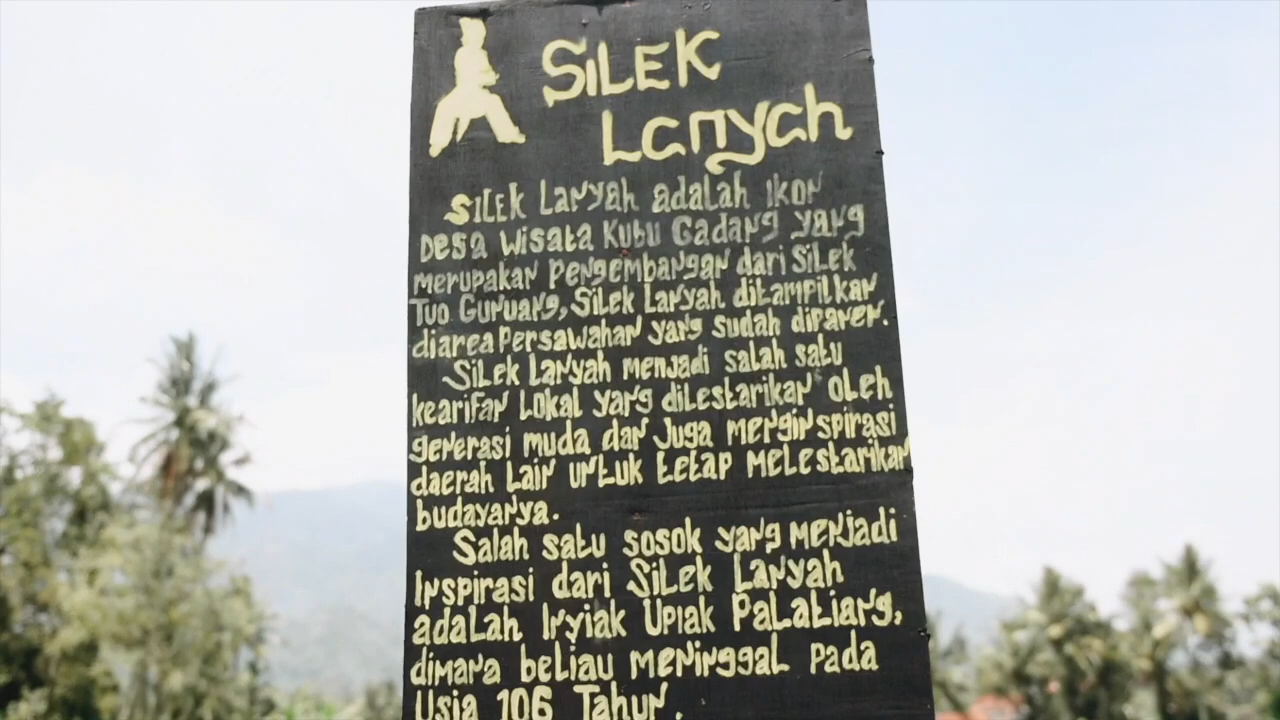 SILEK
Lanyah
SILEK Lanyah adalah Ikon
Desa Wisata Kubu Gadang yang
merupakan Pengembangan dari Silek
Tuo Gunuang, Silek Lanyah ditampilkan
diarea Persawahan yang sudah dipanen.
Silek Lanyah menjadi salah satu
kearifan Lokal yang dilestarikan oleh
generasi muda dan Juga menginspirasi
daerah Lain untuk tetap melestarikan
budayanya.
Salah satu sosok yang menjadi
Inspirasi dari Silek Lanyah
adalah Inyiak Upiak Palatiang,
dimana beliau meninggal pada
Usia 106 Tahun.